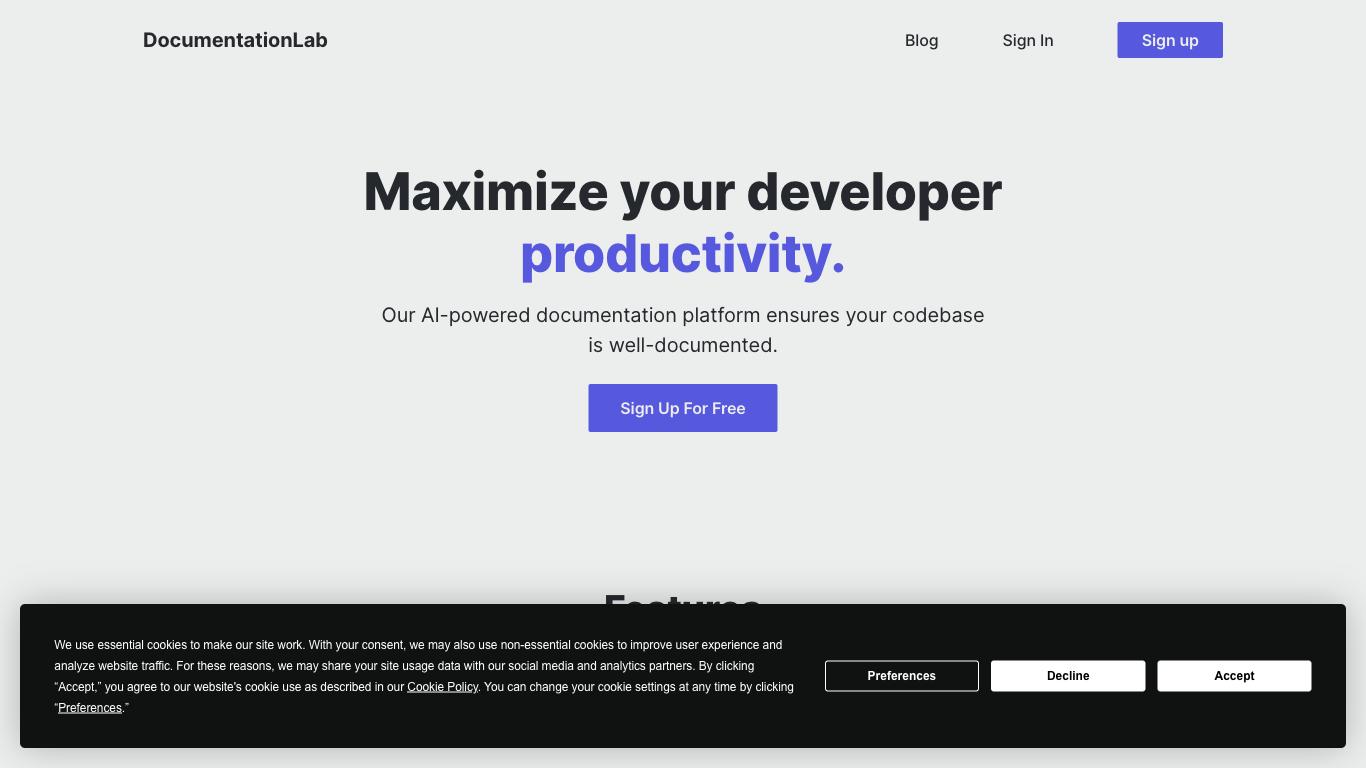 DocumentationLab
Blog
Sign In
Sign up
Maximize your developer
productivity.
Our AI-powered documentation platform ensures your codebase
is well-documented.
Sign Up For Free
Features
We use essential cookies to make our site work. With your consent, we may also use non-essential cookies to improve user experience and
analyze website traffic. For these reasons, we may share your site usage data with our social media and analytics partners. By clicking
“Accept,” you agree to our website's cookie use as described in our Cookie Policy. You can change your cookie settings at any time by clicking
“Preferences.”
Preferences
Decline
Accept